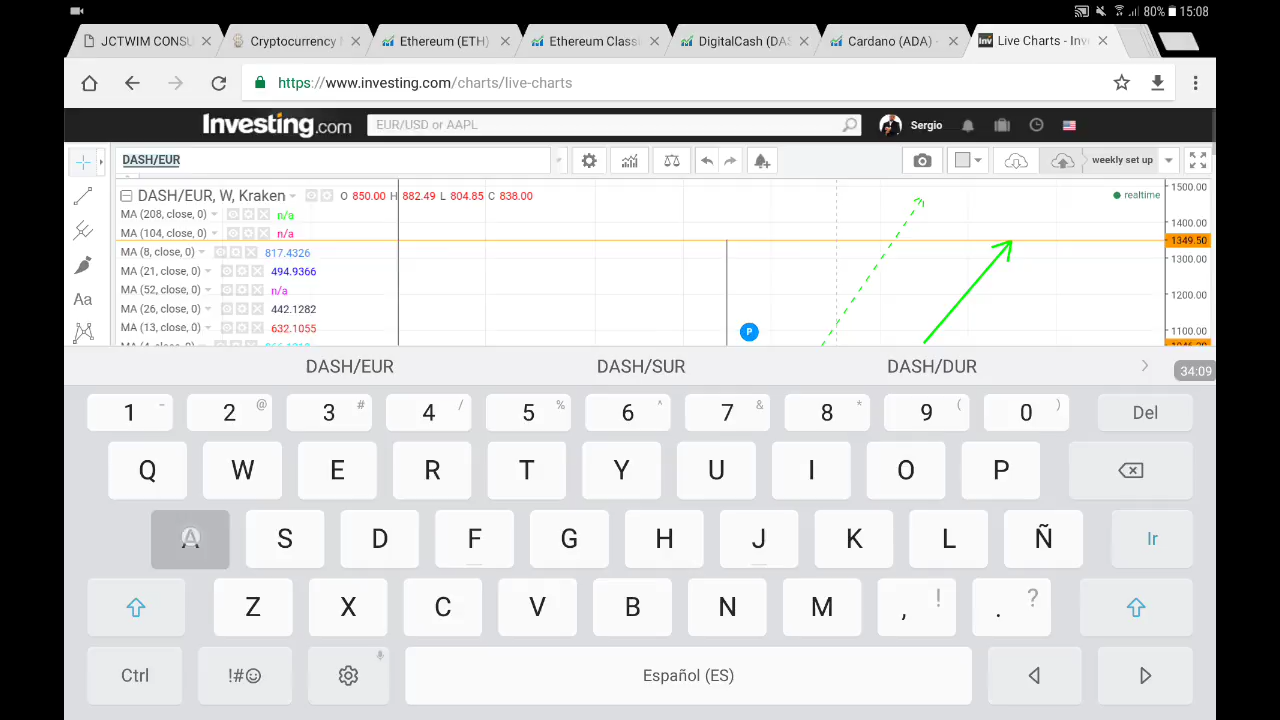 80% 15:08
JCTWIM CONSU
Cryptocurrency M
Ethereum (ETH)
Ethereum Classi
DigitalCash (DAS
Cardano (ADA) -
Inv Live Charts - Inve
https://www.investing.com/charts/live-charts
Investing.com
EUR/USD or AAPL
Sergio
DASH/EUR
weekly set up
DASH/EUR, W, Kraken
O 850.00 H 882.49 L 804.85 C 838.00
realtime
MA (208, close, 0) n/a
MA (104, close, 0) n/a
MA (8, close, 0) 817.4326
MA (21, close, 0) 494.9366
MA (52, close, 0) n/a
MA (26, close, 0) 442.1282
MA (13, close, 0) 632.1055
1500.00
1400.00
1349.50
1300.00
1200.00
1100.00
P
DASH/EUR DASH/SUR DASH/DUR
34:09
1 - 2 @ 3 # 4 / 5 % 6 ^ 7 & 8 * 9 ( 0 ) Del
Q W E R T Y U I O P
A S D F G H J K L Ñ Ir
Z X C V B N M , ! . ?
Ctrl !#☺ Español (ES)